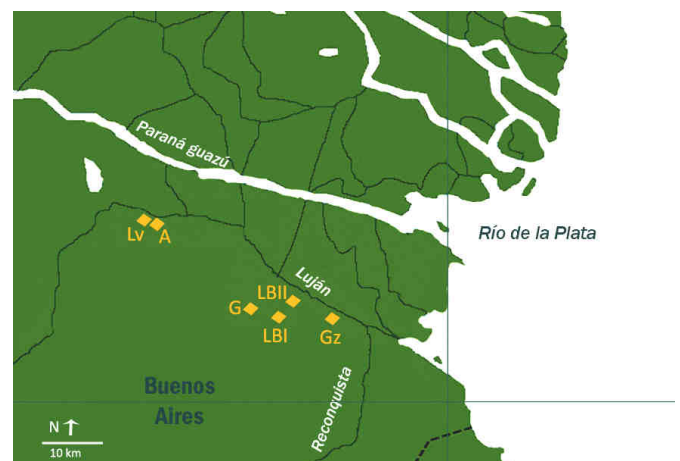 Paraná guazú
Río de la Plata
Lv
A
Luján
LBII
G
LBI
Gz
Buenos
Aires
Reconquista
N
10 km